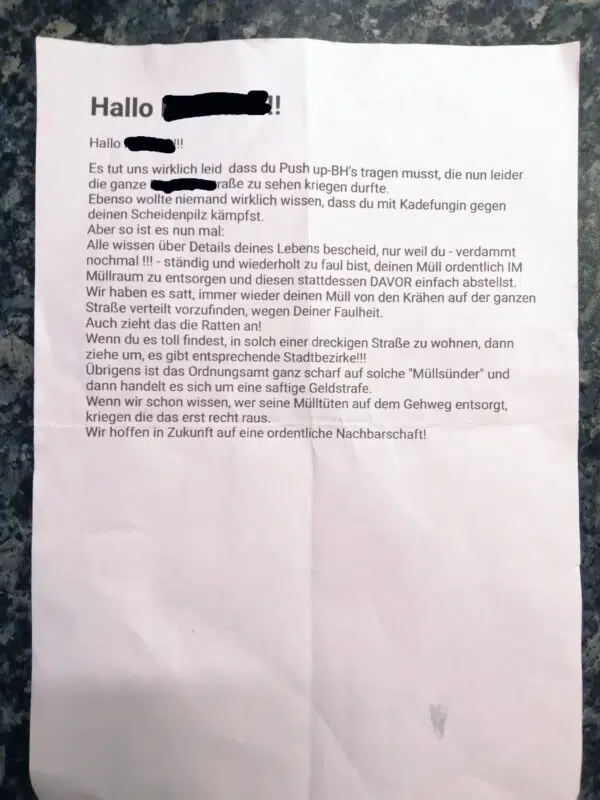 Hallo !
Hallo !!!
Es tut uns wirklich leid dass du Push up-BH's tragen musst, die nun leider
die ganze raße zu sehen kriegen durfte.
Ebenso wollte niemand wirklich wissen, dass du mit Kadefungin gegen
deinen Scheidenpilz kämpfst.
Aber so ist es nun mal:
Alle wissen über Details deines Lebens bescheid, nur weil du - verdammt
nochmal !!! - ständig und wiederholt zu faul bist, deinen Müll ordentlich IM
Müllraum zu entsorgen und diesen stattdessen DAVOR einfach abstellst.
Wir haben es satt, immer wieder deinen Müll von den Krähen auf der ganzen
Straße verteilt vorzufinden, wegen Deiner Faulheit.
Auch zieht das die Ratten an!
Wenn du es toll findest, in solch einer dreckigen Straße zu wohnen, dann
ziehe um, es gibt entsprechende Stadtbezirke!!!
Übrigens ist das Ordnungsamt ganz scharf auf solche "Müllsünder" und
dann handelt es sich um eine saftige Geldstrafe.
Wenn wir schon wissen, wer seine Mülltüten auf dem Gehweg entsorgt,
kriegen die das erst recht raus.
Wir hoffen in Zukunft auf eine ordentliche Nachbarschaft!